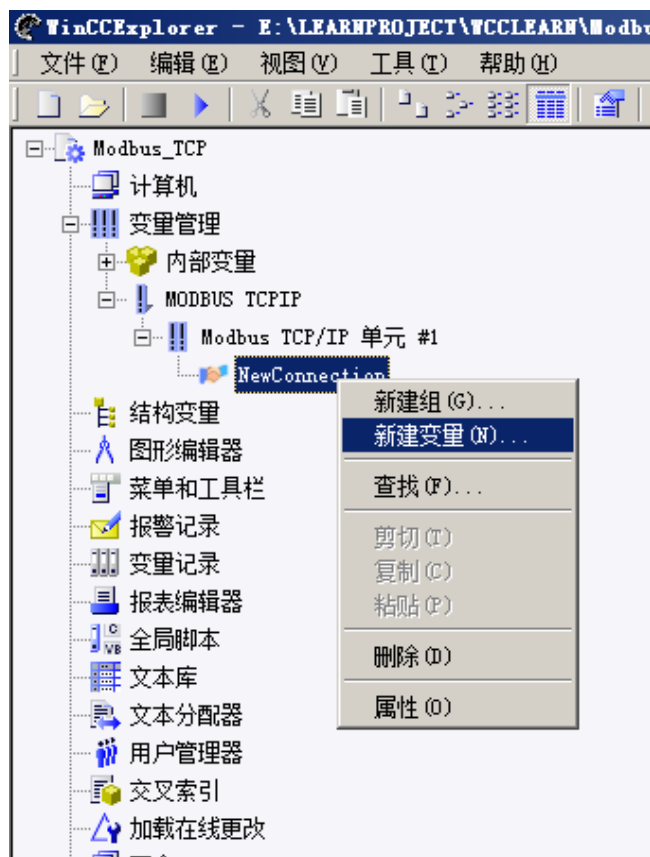 WinCCExplorer - E:\LEARNPROJECT\WCCLEARN\Modbu
文件(F) 编辑(E) 视图(V) 工具(T) 帮助(H)
Modbus_TCP
计算机
变量管理
内部变量
MODBUS TCPIP
Modbus TCP/IP 单元 #1
NewConnection
新建组(G)...
新建变量(N)...
查找(F)...
剪切(T)
复制(C)
粘贴(P)
删除(D)
属性(O)
结构变量
图形编辑器
菜单和工具栏
报警记录
变量记录
报表编辑器
全局脚本
文本库
文本分配器
用户管理器
交叉索引
加载在线更改